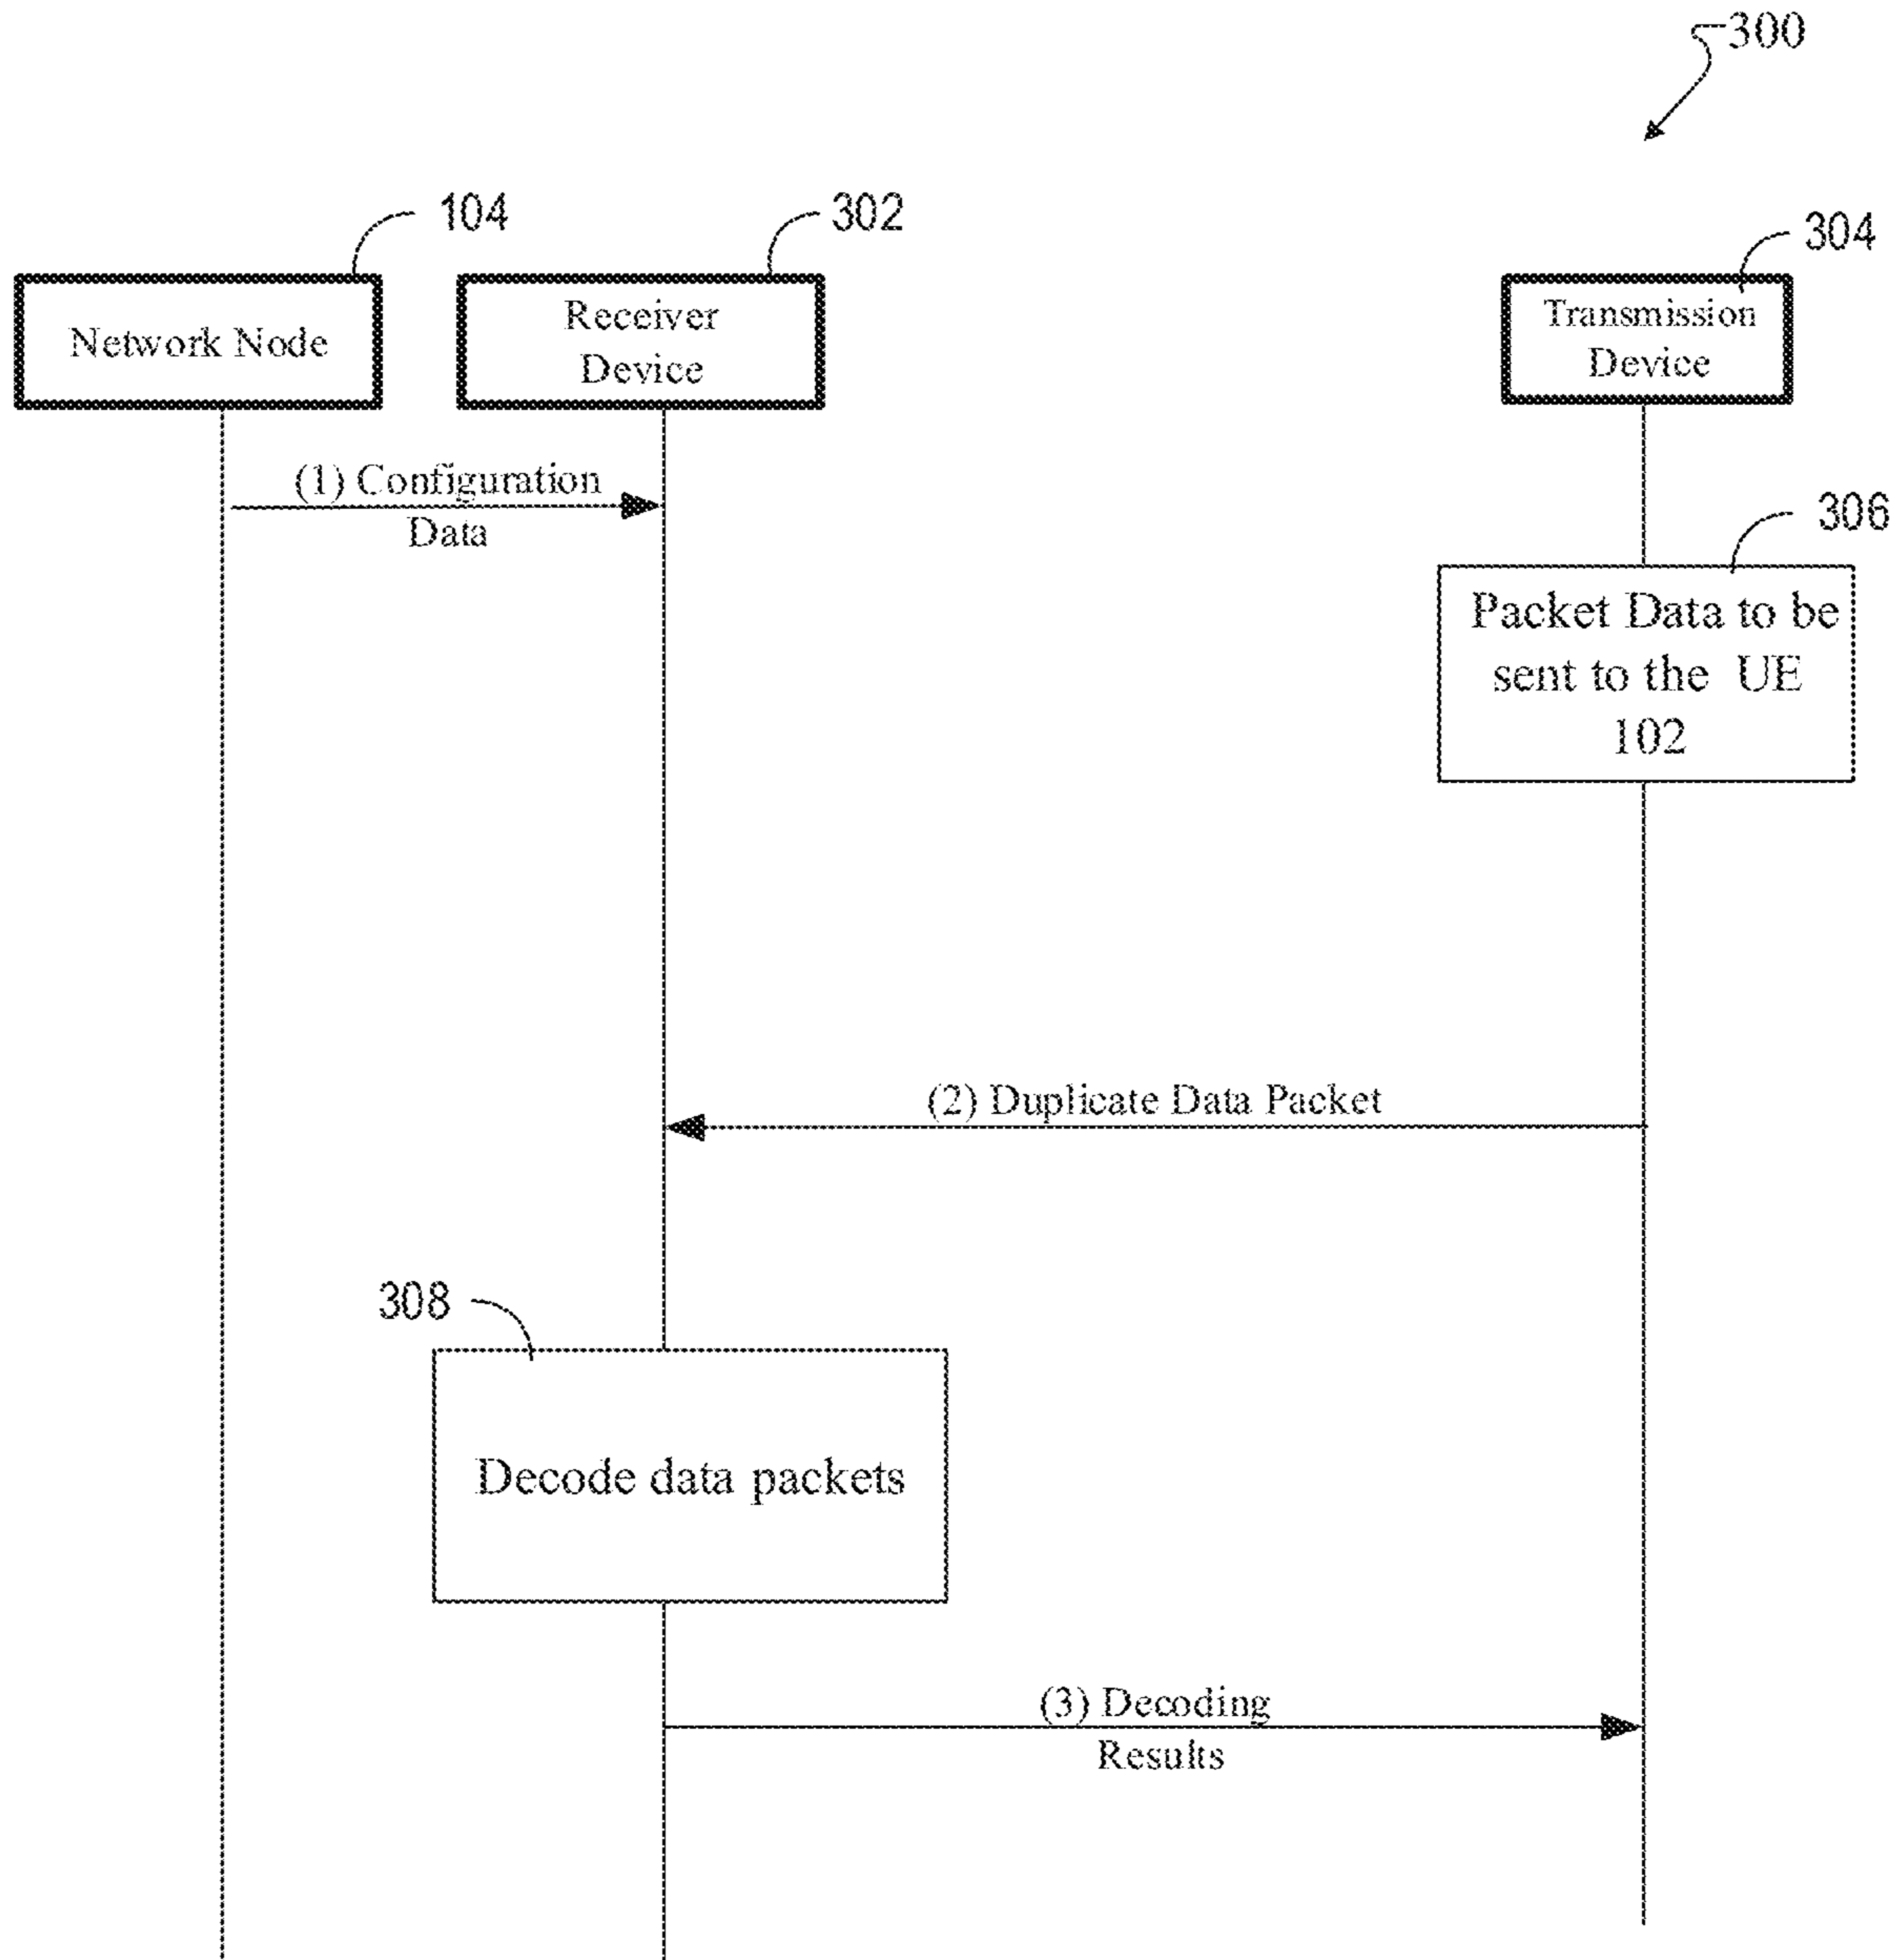 300
104
302
304
Network Node
Receiver
Device
Transmission
Device
(1) Configuration
Data
306
Packet Data to be
sent to the UE
102
(2) Duplicate Data Packet
308
Decode data packets
(3) Decoding
Results